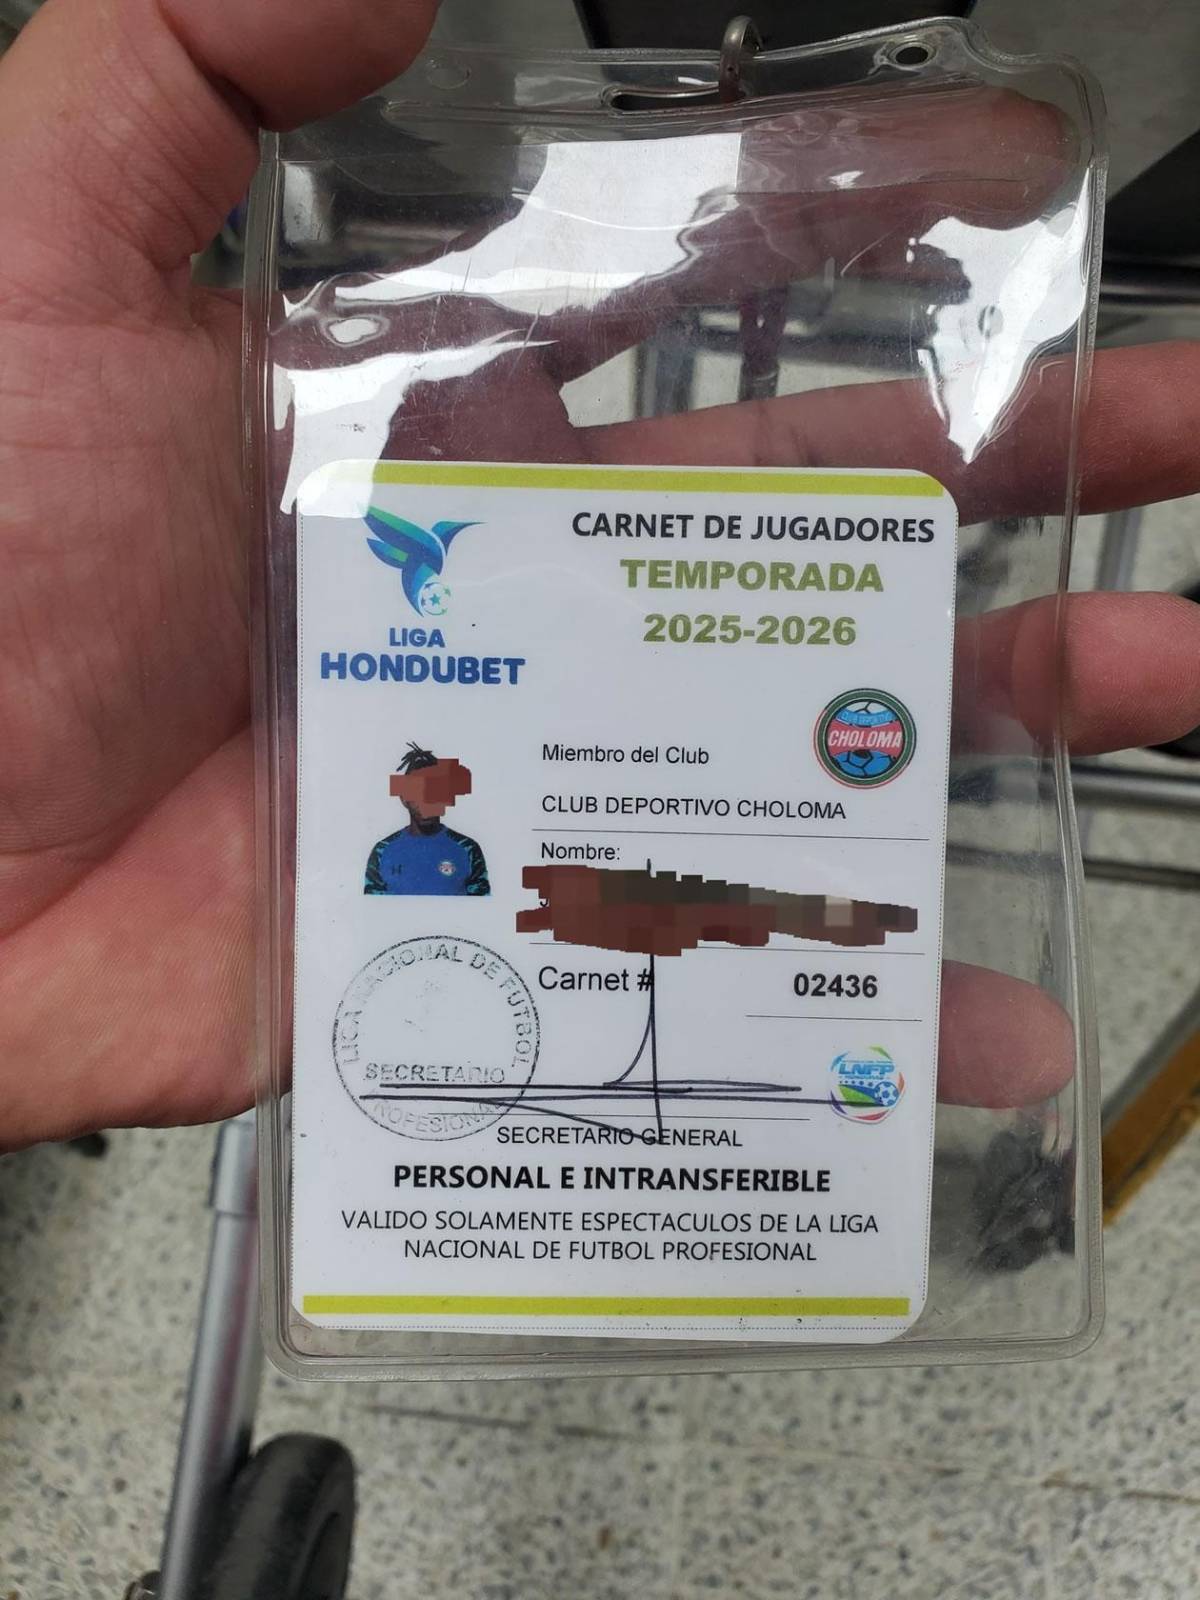 CARNET DE JUGADORES
TEMPORADA
2025-2026
LIGA
HONDUBET
CLUB DEPORTIVO
CHOLOMA
Miembro del Club
CLUB DEPORTIVO CHOLOMA
Nombre:
Carnet # 02436
LIGA NACIONAL DE FUTBOL
SECRETARIO
PROFESIONAL
LNFP
SECRETARIO GENERAL
PERSONAL E INTRANSFERIBLE
VALIDO SOLAMENTE ESPECTACULOS DE LA LIGA
NACIONAL DE FUTBOL PROFESIONAL